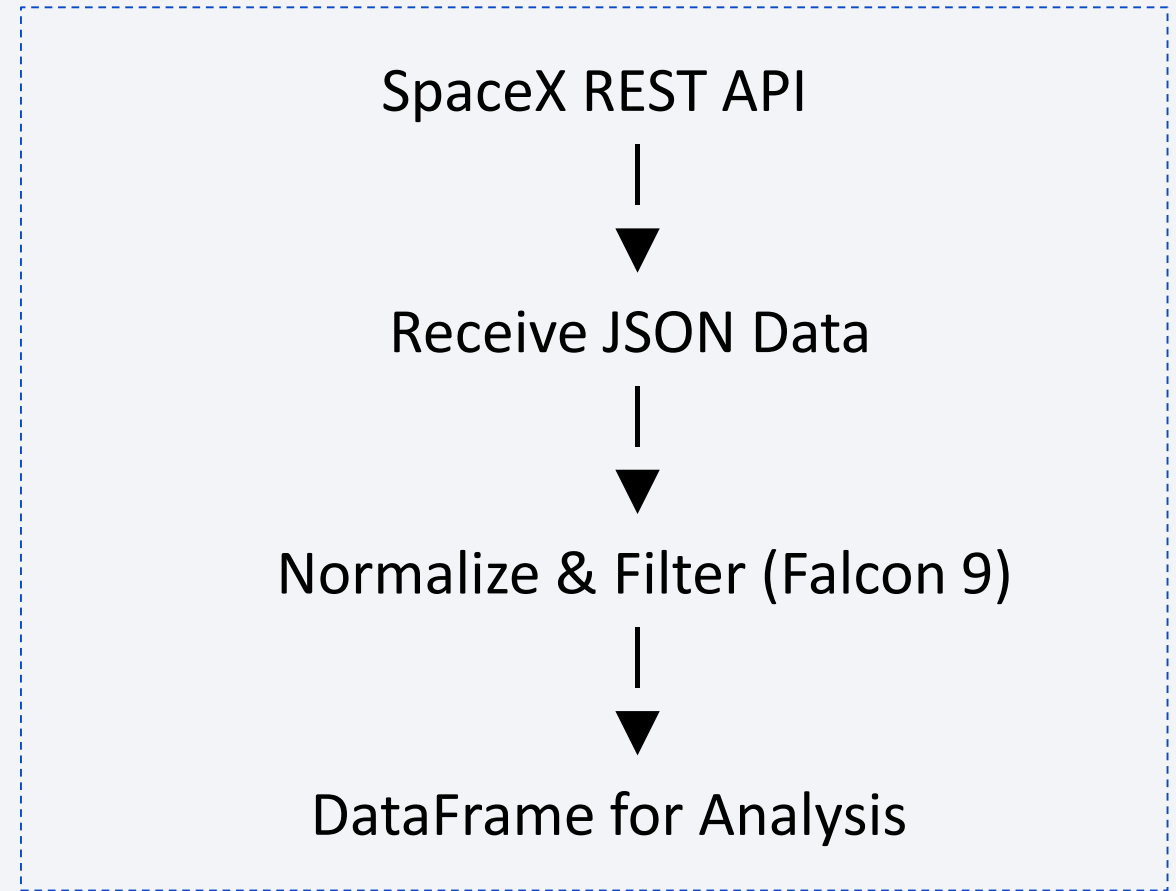 SpaceX REST API
Receive JSON Data
Normalize & Filter (Falcon 9)
DataFrame for Analysis